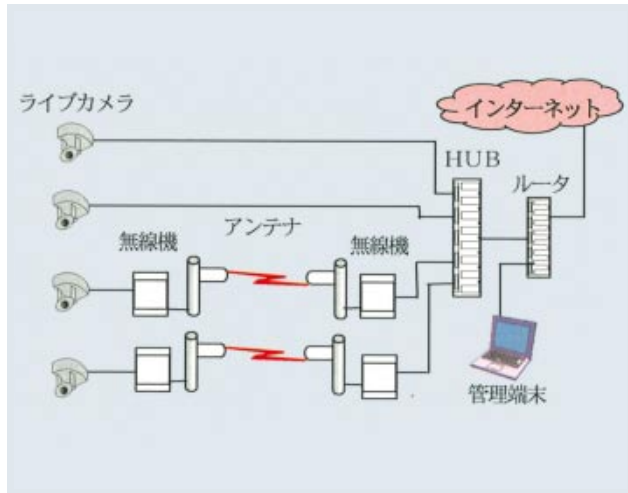 ライブカメラ
インターネット
HUB
ルータ
アンテナ
無線機
無線機
管理端末